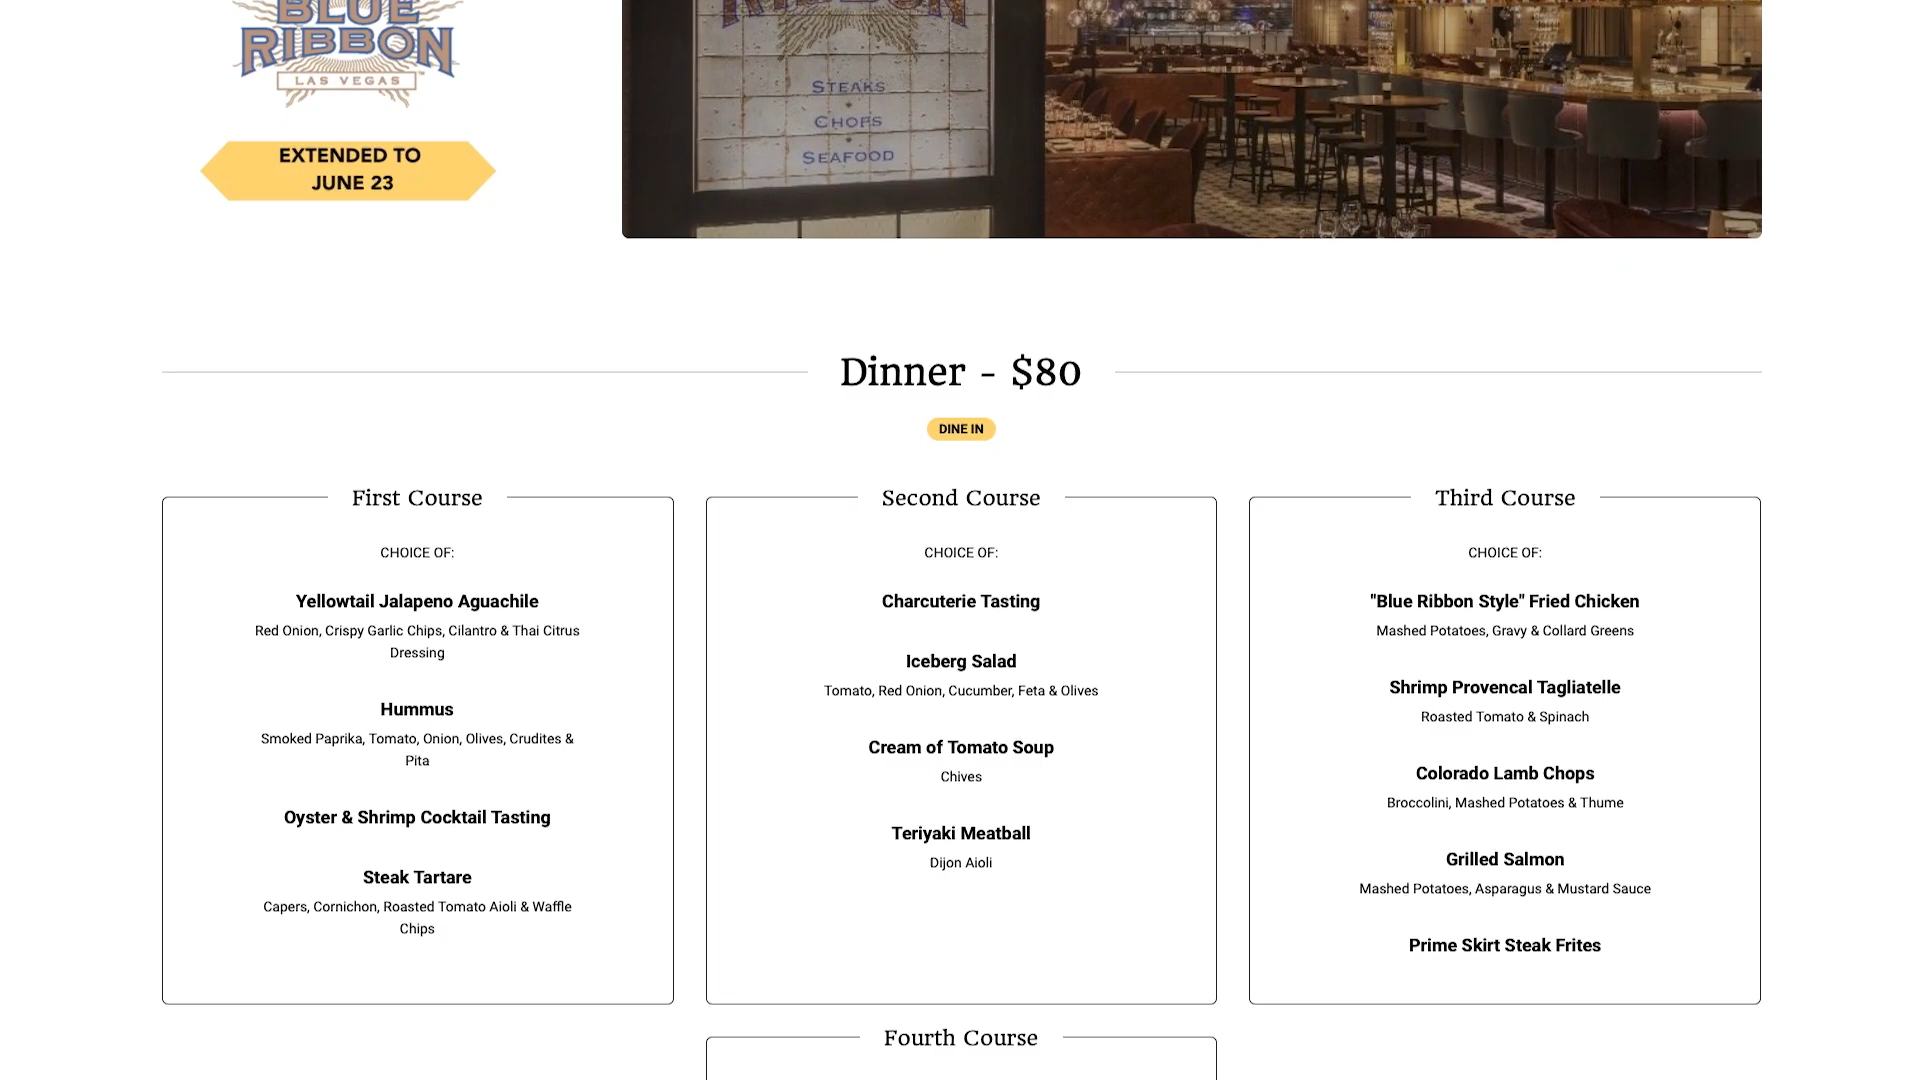 BLUE
RIBBON
LAS VEGAS
EXTENDED TO
JUNE 23
RIBBON
STEAKS
CHOPS
SEAFOOD
Dinner - $80
DINE IN
First Course
CHOICE OF:
Yellowtail Jalapeno Aguachile
Red Onion, Crispy Garlic Chips, Cilantro & Thai Citrus
Dressing
Hummus
Smoked Paprika, Tomato, Onion, Olives, Crudites &
Pita
Oyster & Shrimp Cocktail Tasting
Steak Tartare
Capers, Cornichon, Roasted Tomato Aioli & Waffle
Chips
Second Course
CHOICE OF:
Charcuterie Tasting
Iceberg Salad
Tomato, Red Onion, Cucumber, Feta & Olives
Cream of Tomato Soup
Chives
Teriyaki Meatball
Dijon Aioli
Third Course
CHOICE OF:
"Blue Ribbon Style" Fried Chicken
Mashed Potatoes, Gravy & Collard Greens
Shrimp Provencal Tagliatelle
Roasted Tomato & Spinach
Colorado Lamb Chops
Broccolini, Mashed Potatoes & Thume
Grilled Salmon
Mashed Potatoes, Asparagus & Mustard Sauce
Prime Skirt Steak Frites
Fourth Course